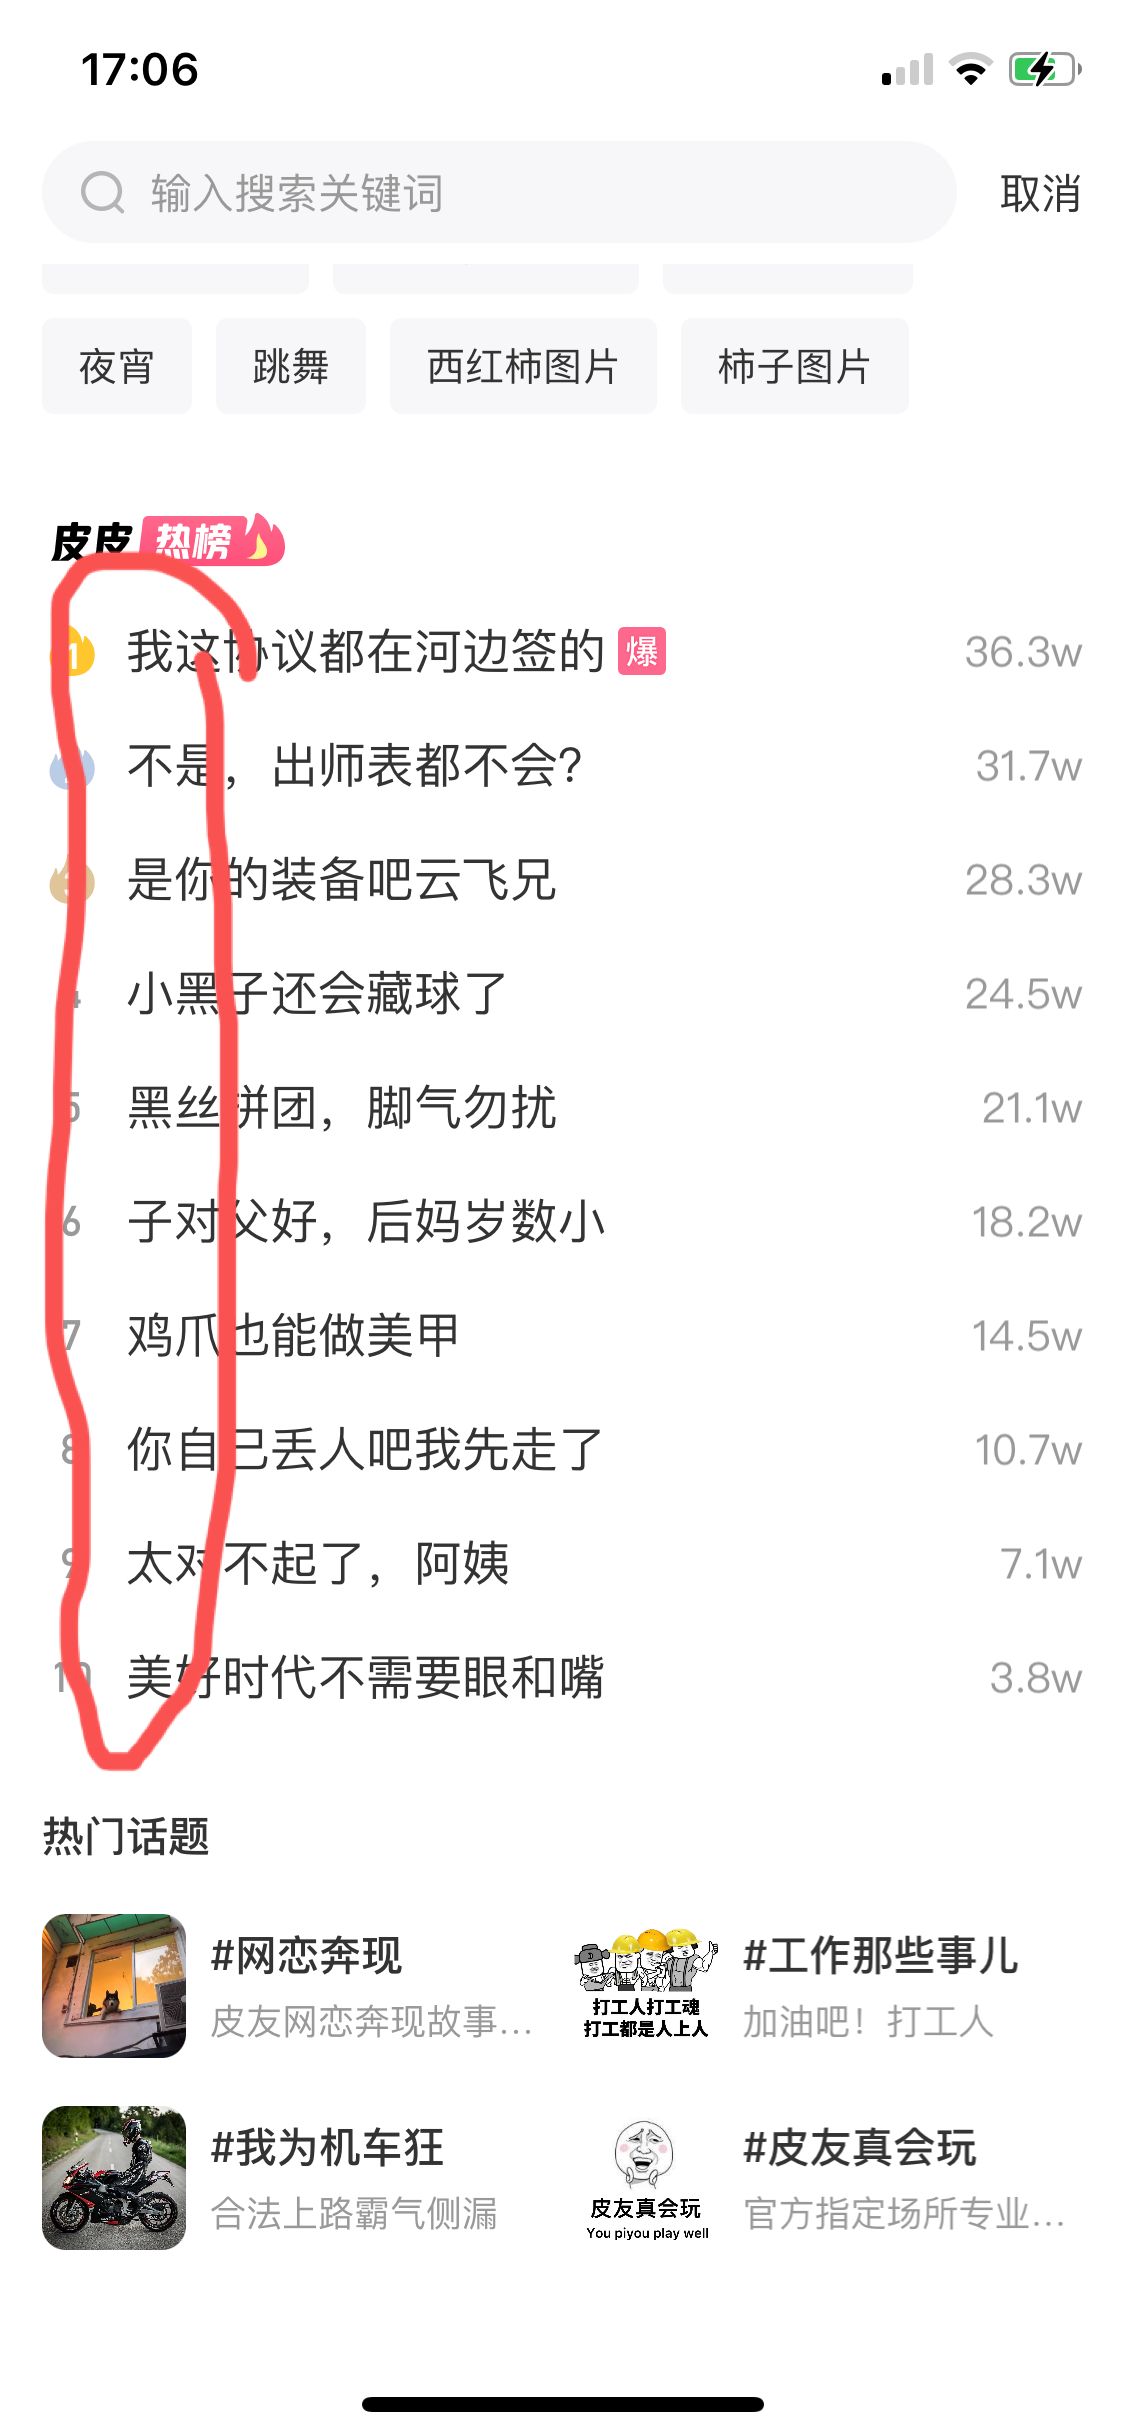 17:06
输入搜索关键词 取消
夜宵 跳舞 西红柿图片 柿子图片
皮皮 热榜
1 我这协议都在河边签的 爆 36.3w
不是，出师表都不会? 31.7w
是你的装备吧云飞兄 28.3w
4 小黑子还会藏球了 24.5w
5 黑丝拼团，脚气勿扰 21.1w
6 子对父好，后妈岁数小 18.2w
7 鸡爪也能做美甲 14.5w
8 你自己丢人吧我先走了 10.7w
9 太对不起了，阿姨 7.1w
10 美好时代不需要眼和嘴 3.8w
热门话题
#网恋奔现
皮友网恋奔现故事...
打工人打工魂
打工都是人上人
#工作那些事儿
加油吧！打工人
#我为机车狂
合法上路霸气侧漏
皮友真会玩
You piyou play well
#皮友真会玩
官方指定场所专业...